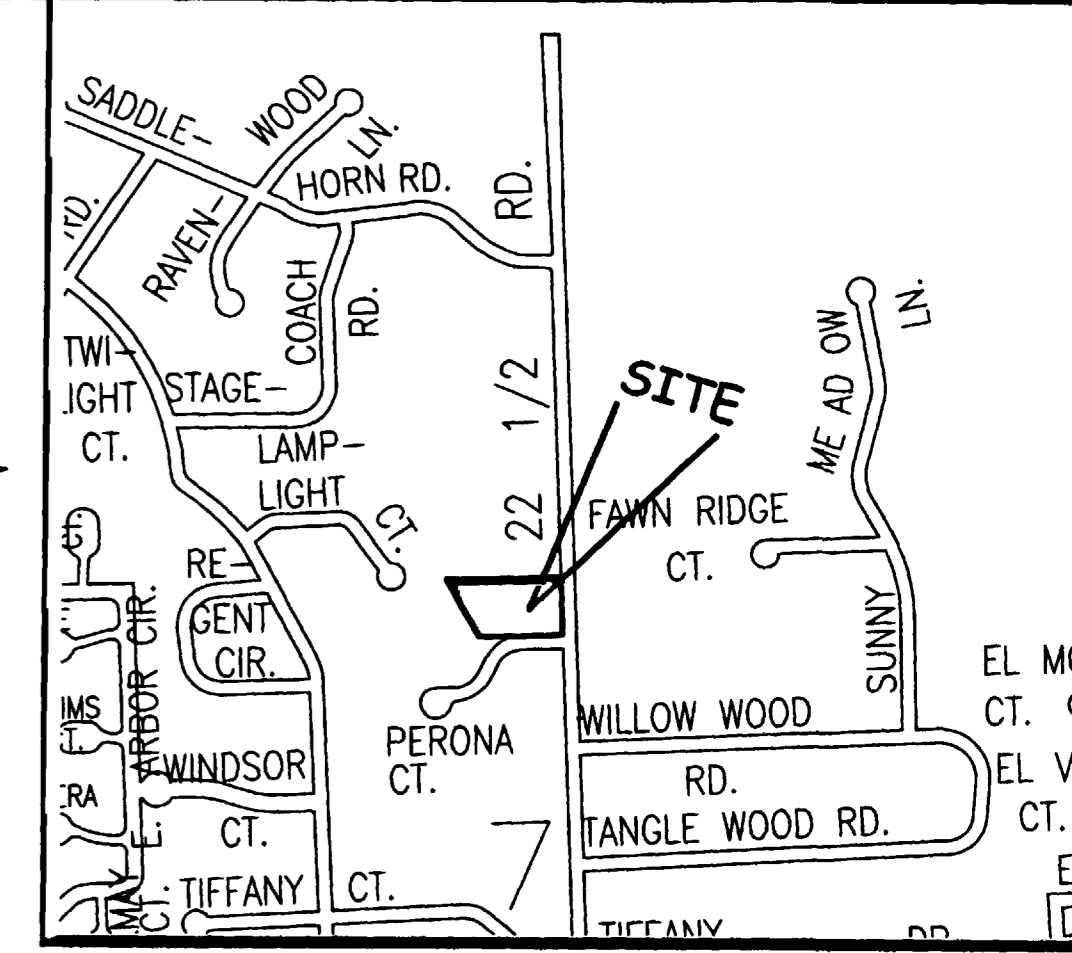 SADDLE-
WOOD
LN.
HORN RD.
RD.
RAVEN-
COACH
RD.
LN.
TWI-
STAGE-
1/2
SITE
ME AD OW
CT.
LAMP-
LIGHT
CT.
22
FAWN RIDGE
CT.
RE-
GENT
CIR.
ARBOR CIR.
SUNNY
EL
CT.
WILLOW WOOD
RD.
PERONA
CT.
WINDSOR
CT.
EL
CT.
TANGLE WOOD RD.
E.
TIFFANY CT.
CT.
TIFFANY